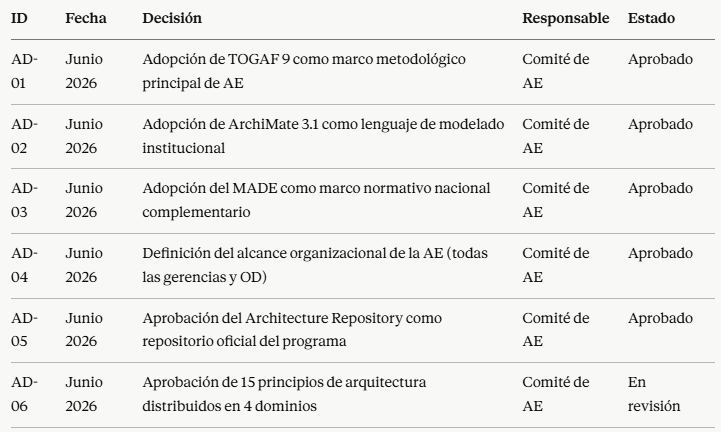 ID Fecha Decisión Responsable Estado
AD- Junio Adopción de TOGAF 9 como marco metodológico Comité de Aprobado
01 2026 principal de AE AE
AD- Junio Adopción de ArchiMate 3.1 como lenguaje de modelado Comité de Aprobado
02 2026 institucional AE
AD- Junio Adopción del MADE como marco normativo nacional Comité de Aprobado
03 2026 complementario AE
AD- Junio Definición del alcance organizacional de la AE (todas Comité de Aprobado
04 2026 las gerencias y OD) AE
AD- Junio Aprobación del Architecture Repository como Comité de Aprobado
05 2026 repositorio oficial del programa AE
AD- Junio Aprobación de 15 principios de arquitectura Comité de En
06 2026 distribuidos en 4 dominios AE revisión